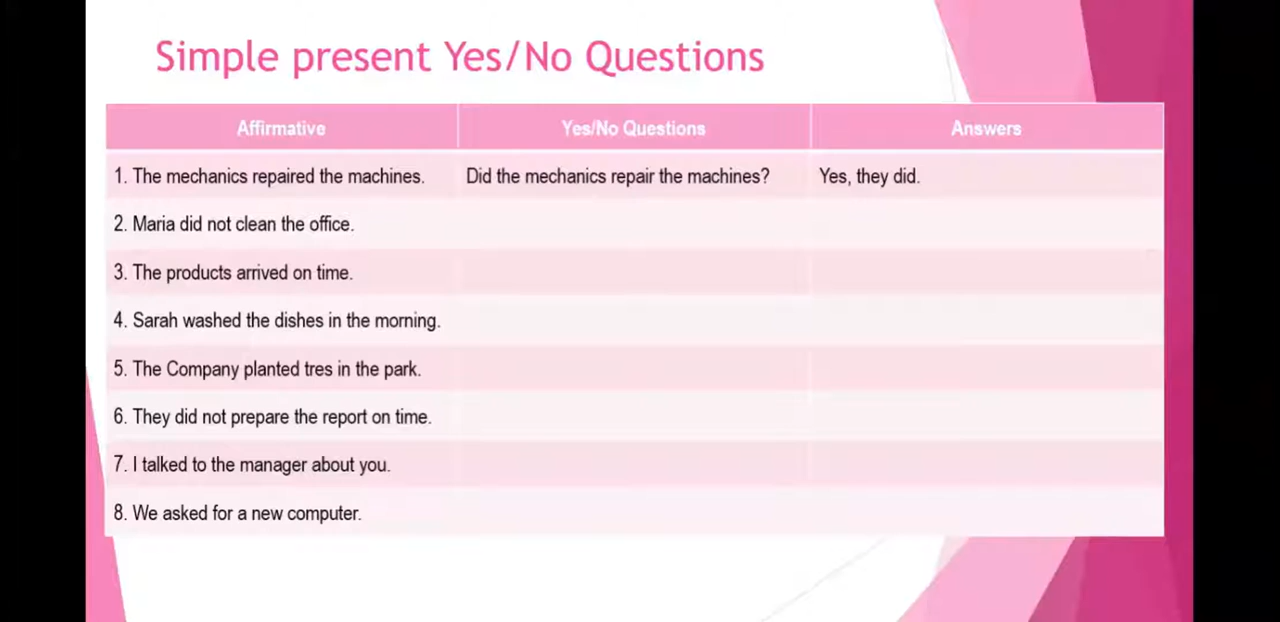 Simple present Yes/No Questions
Affirmative Yes/No Questions Answers
1. The mechanics repaired the machines. Did the mechanics repair the machines? Yes, they did.
2. Maria did not clean the office.
3. The products arrived on time.
4. Sarah washed the dishes in the morning.
5. The Company planted tres in the park.
6. They did not prepare the report on time.
7. I talked to the manager about you.
8. We asked for a new computer.